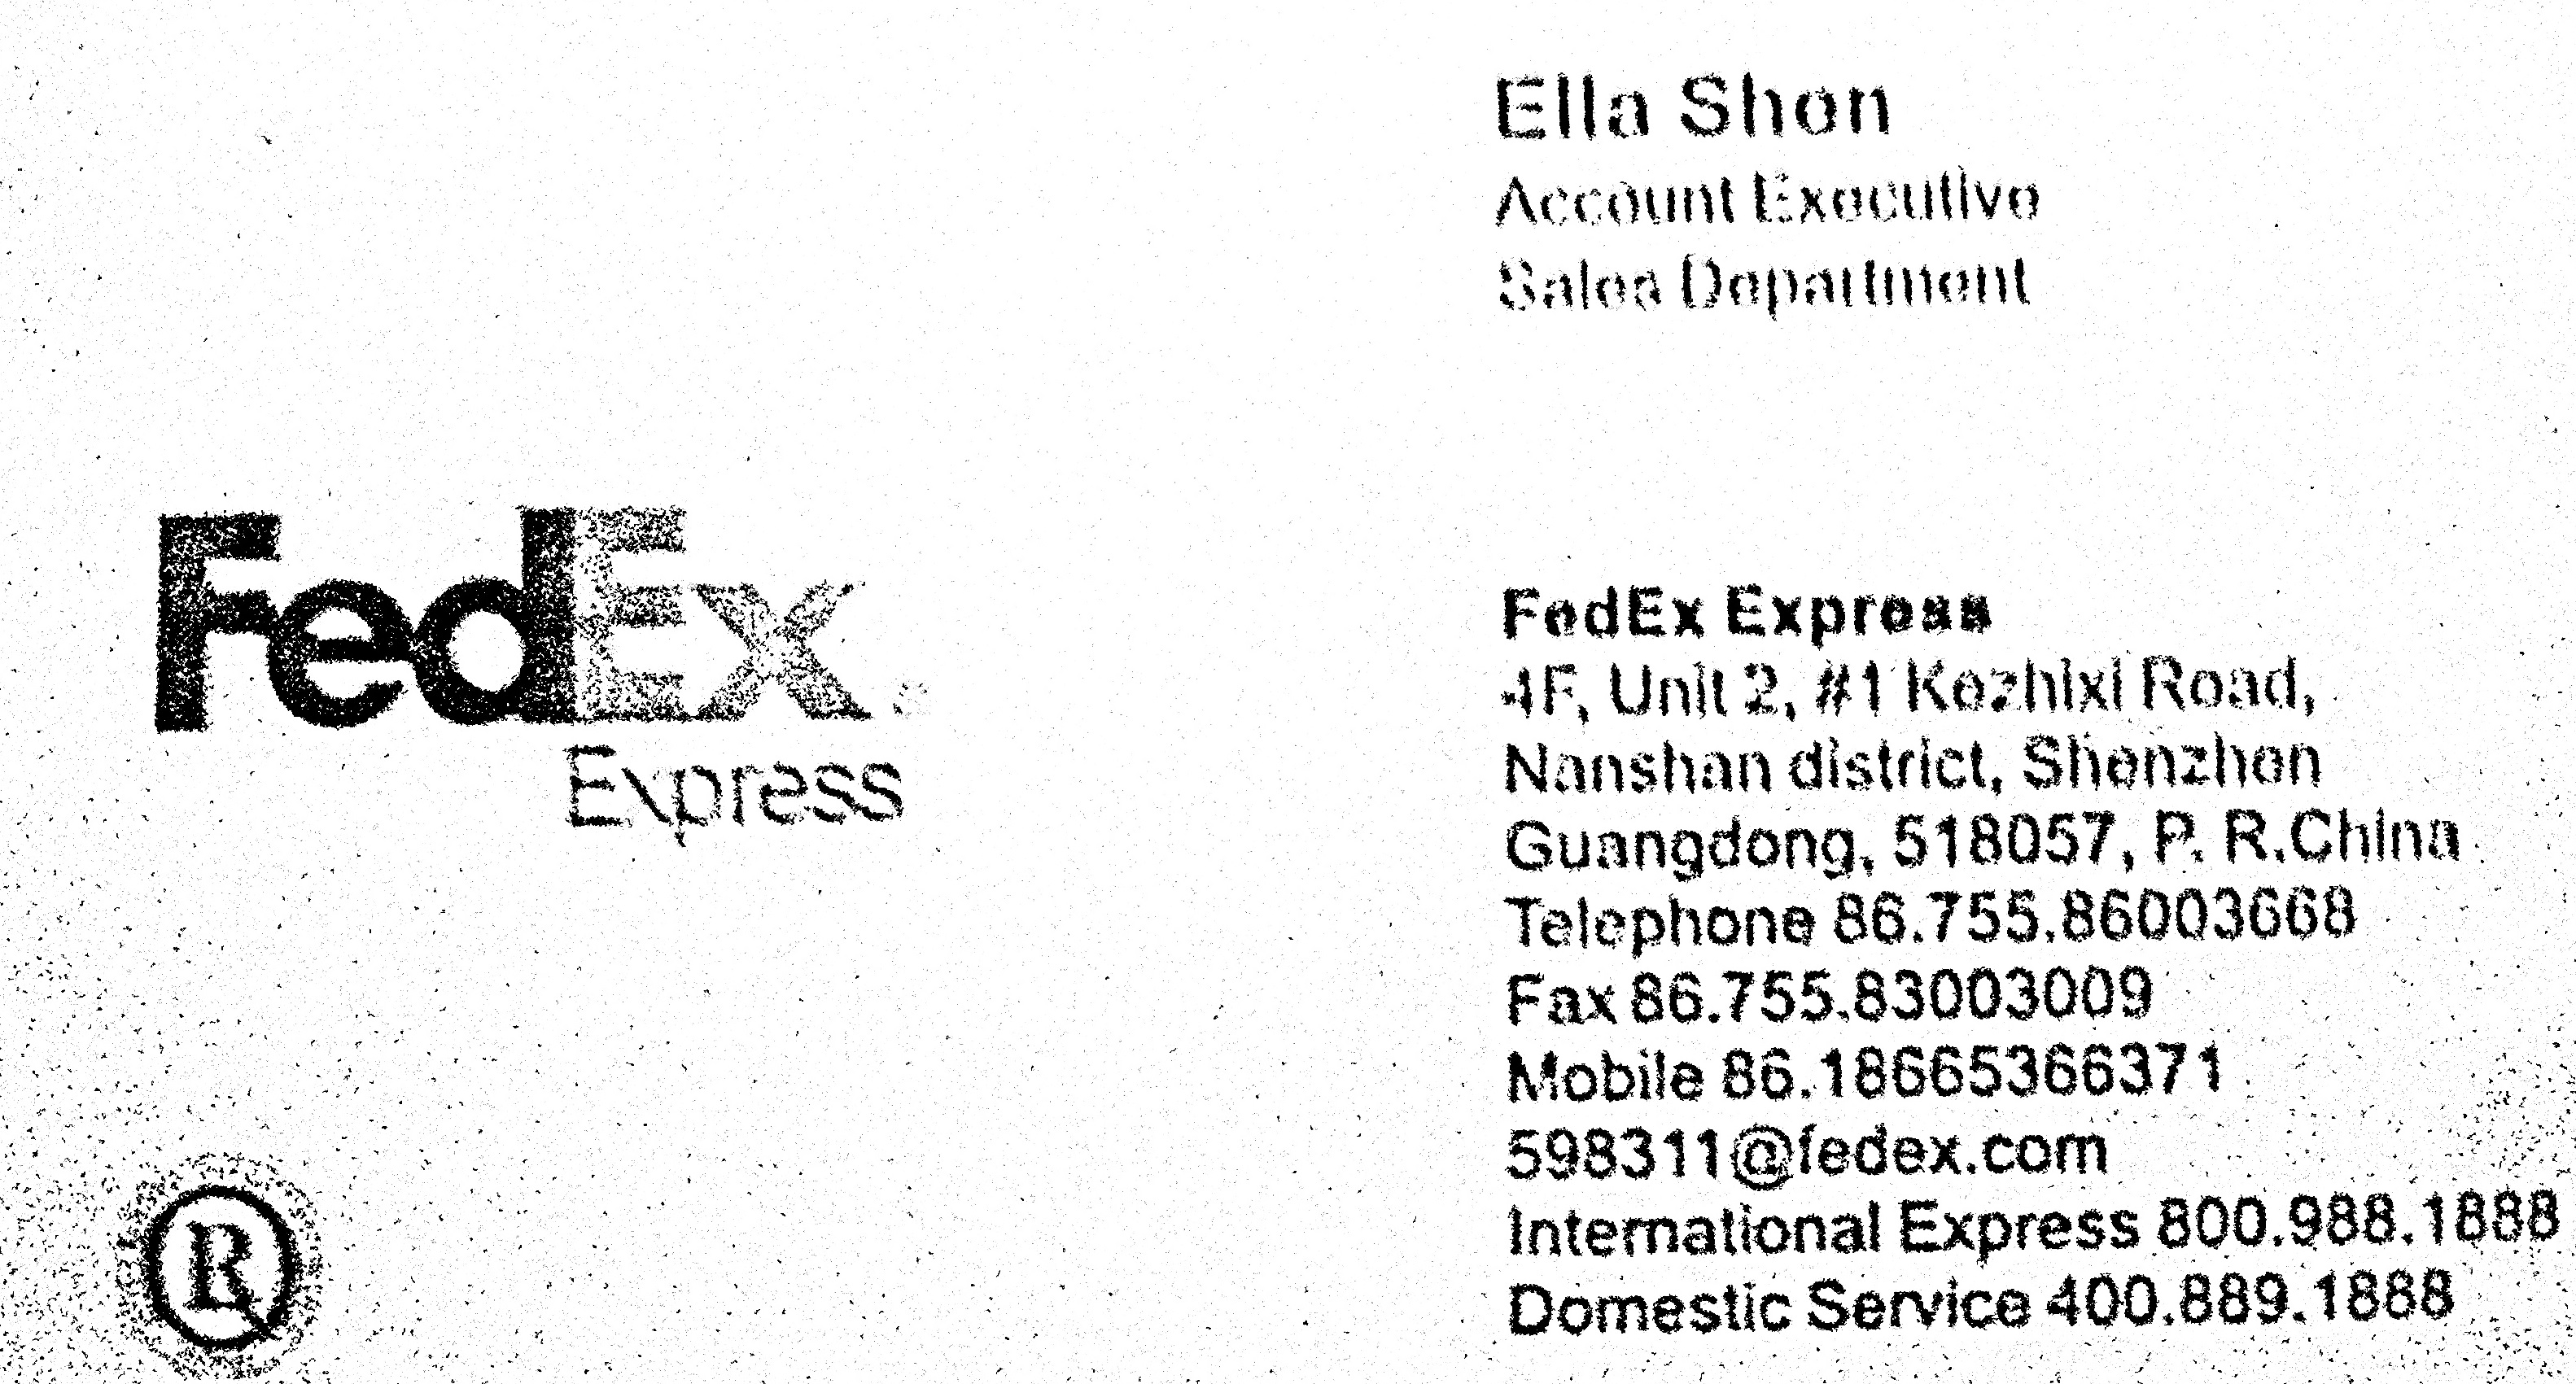 FedEx
Express
Ella Shen
Account Executive
Sales Department
FedEx Express
4F, Unit 2, #1 Kezhixi Road,
Nanshan district, Shenzhen
Guangdong, 518057, P. R.China
Telephone 86.755.86003668
Fax 86.755.83003009
Mobile 86.18665366371
598311@fedex.com
International Express 800.988.1888
Domestic Service 400.889.1888